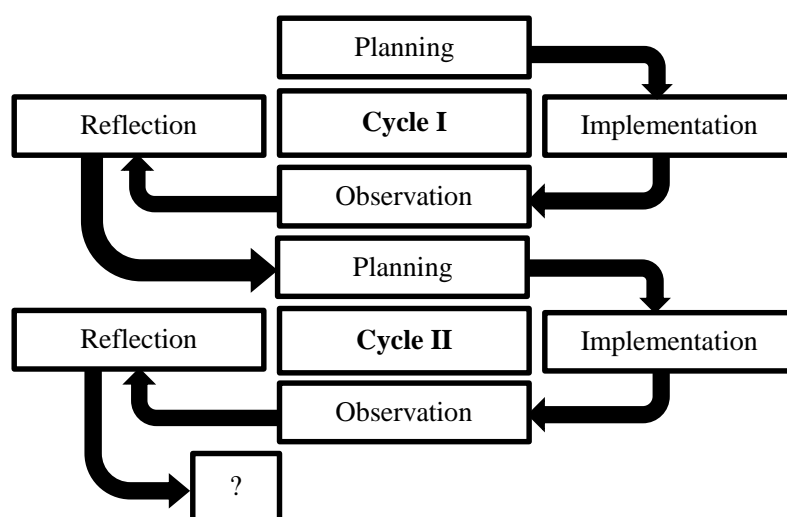 Planning
Reflection
Cycle I
Implementation
Observation
Planning
Reflection
Cycle II
Implementation
Observation
?